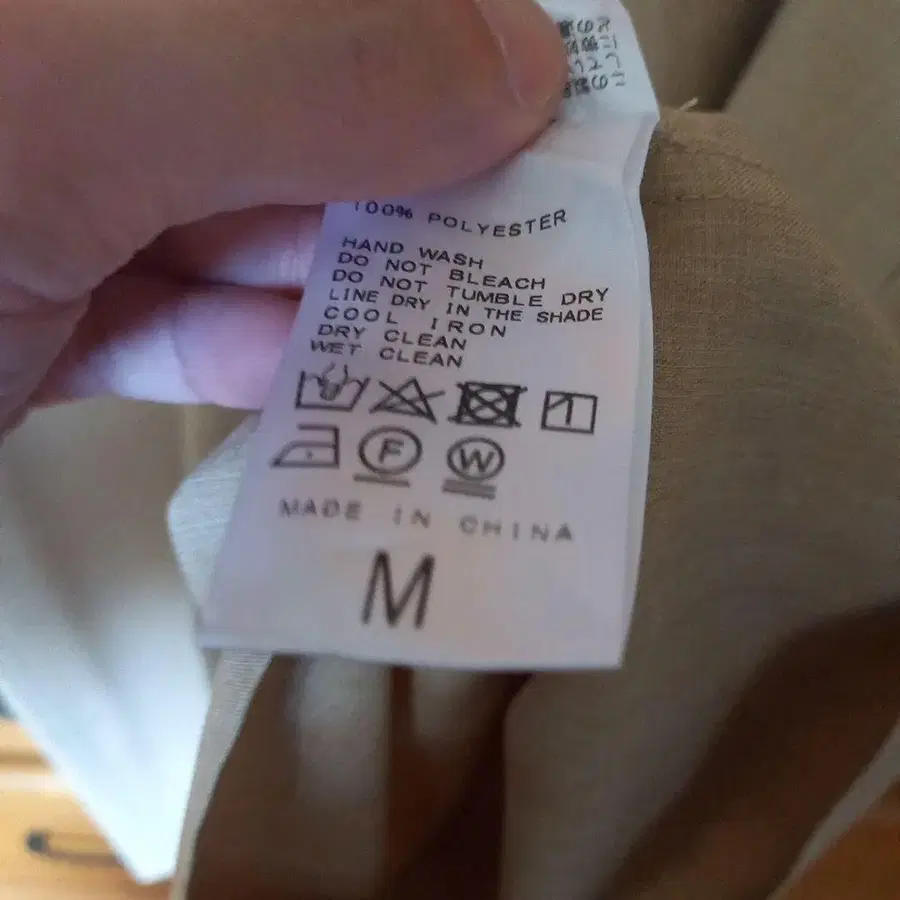 100% POLYESTER
HAND WASH
DO NOT BLEACH
DO NOT TUMBLE DRY
LINE DRY IN THE SHADE
COOL IRON
DRY CLEAN
WET CLEAN
F W
MADE IN CHINA
M